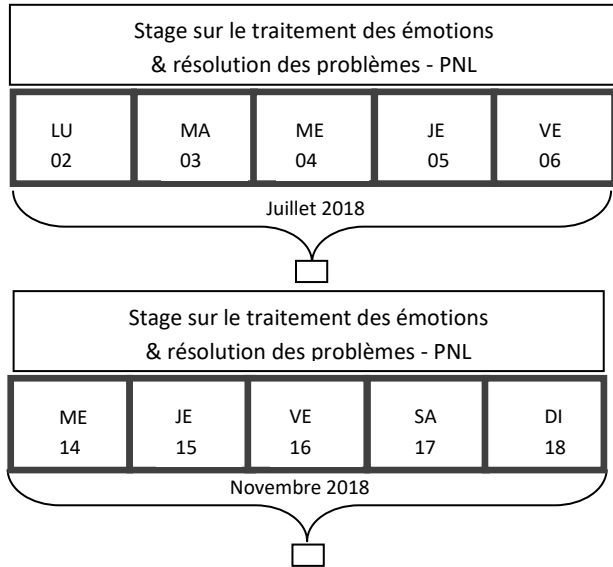 Stage sur le traitement des émotions
& résolution des problèmes - PNL
LU MA ME JE VE
02 03 04 05 06
Juillet 2018
Stage sur le traitement des émotions
& résolution des problèmes - PNL
ME JE VE SA DI
14 15 16 17 18
Novembre 2018